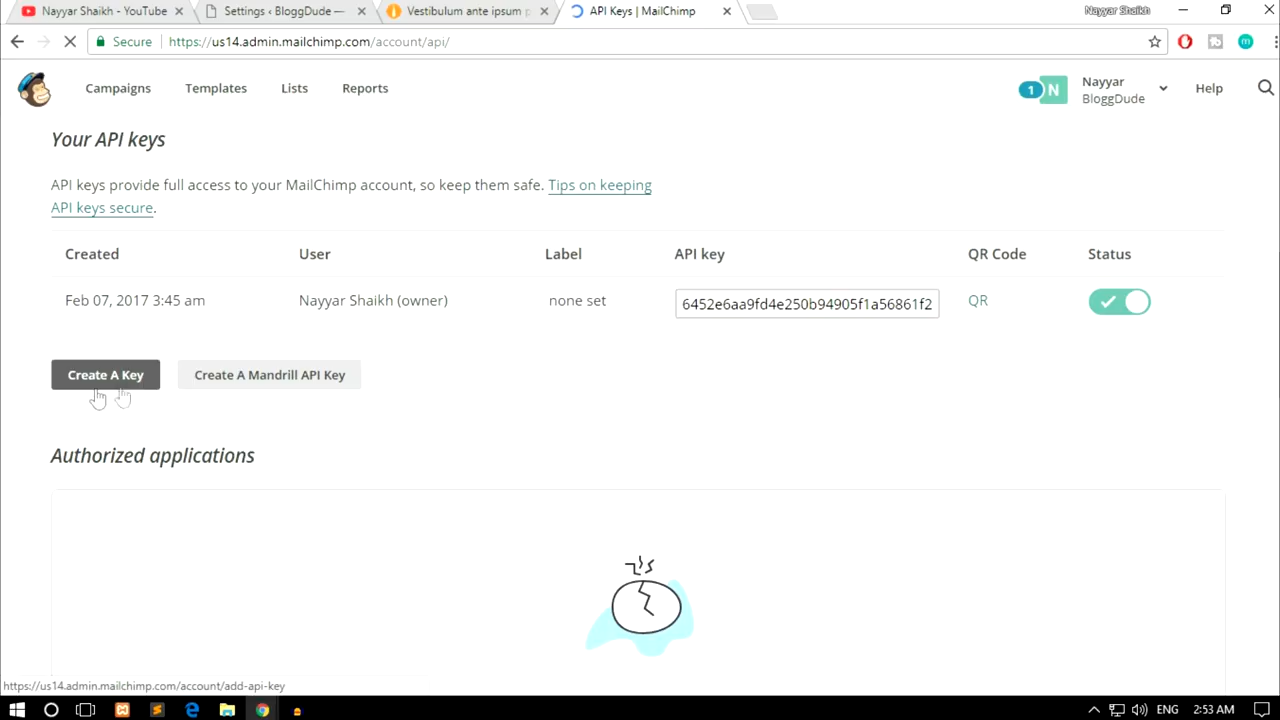 Nayyar Shaikh - YouTube
Settings ‹ BloggDude —
Vestibulum ante ipsum p
API Keys | MailChimp
Nayyar Shaikh
Secure
https://us14.admin.mailchimp.com/account/api/
Campaigns
Templates
Lists
Reports
1
N
Nayyar
BloggDude
Help
Your API keys
API keys provide full access to your MailChimp account, so keep them safe. Tips on keeping
API keys secure.
Created
User
Label
API key
QR Code
Status
Feb 07, 2017 3:45 am
Nayyar Shaikh (owner)
none set
6452e6aa9fd4e250b94905f1a56861f2
QR
Create A Key
Create A Mandrill API Key
Authorized applications
https://us14.admin.mailchimp.com/account/add-api-key
ENG
2:53 AM